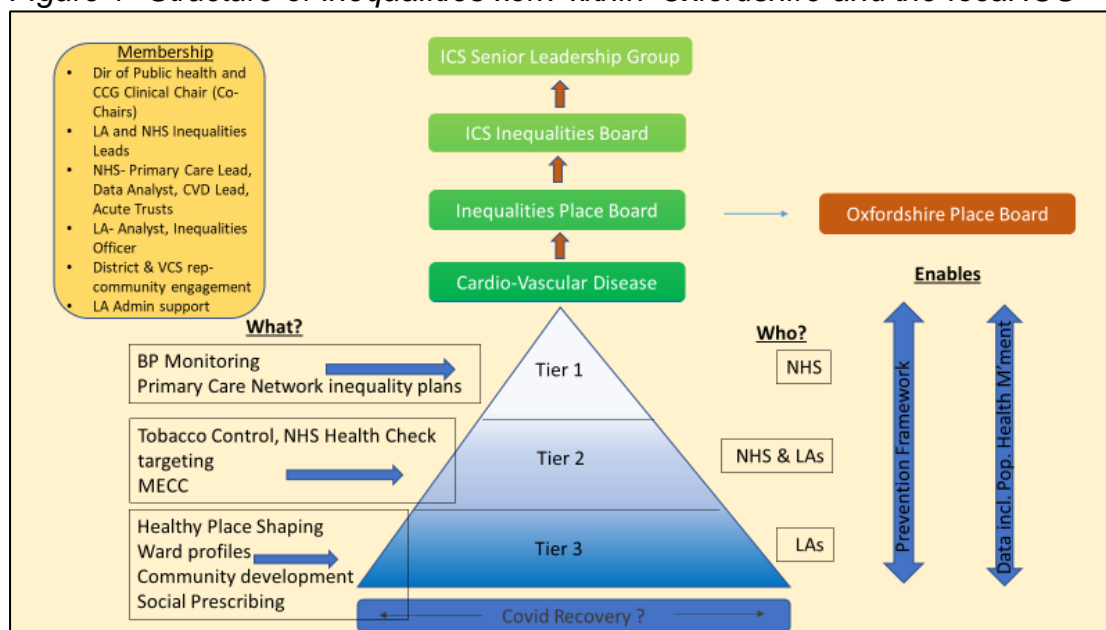 Membership
• Dir of Public health and
CCG Clinical Chair (Co-
Chairs)
• LA and NHS Inequalities
Leads
• NHS- Primary Care Lead,
Data Analyst, CVD Lead,
Acute Trusts
• LA- Analyst, Inequalities
Officer
• District & VCS rep-
community engagement
• LA Admin support
ICS Senior Leadership Group
ICS Inequalities Board
Inequalities Place Board
Oxfordshire Place Board
Cardio-Vascular Disease
What?
BP Monitoring
Primary Care Network inequality plans
Tobacco Control, NHS Health Check
targeting
MECC
Healthy Place Shaping
Ward profiles
Community development
Social Prescribing
Tier 1
Tier 2
Tier 3
Covid Recovery ?
Who?
NHS
NHS & LAs
LAs
Enables
Prevention Framework
Data incl. Pop. Health M'ment